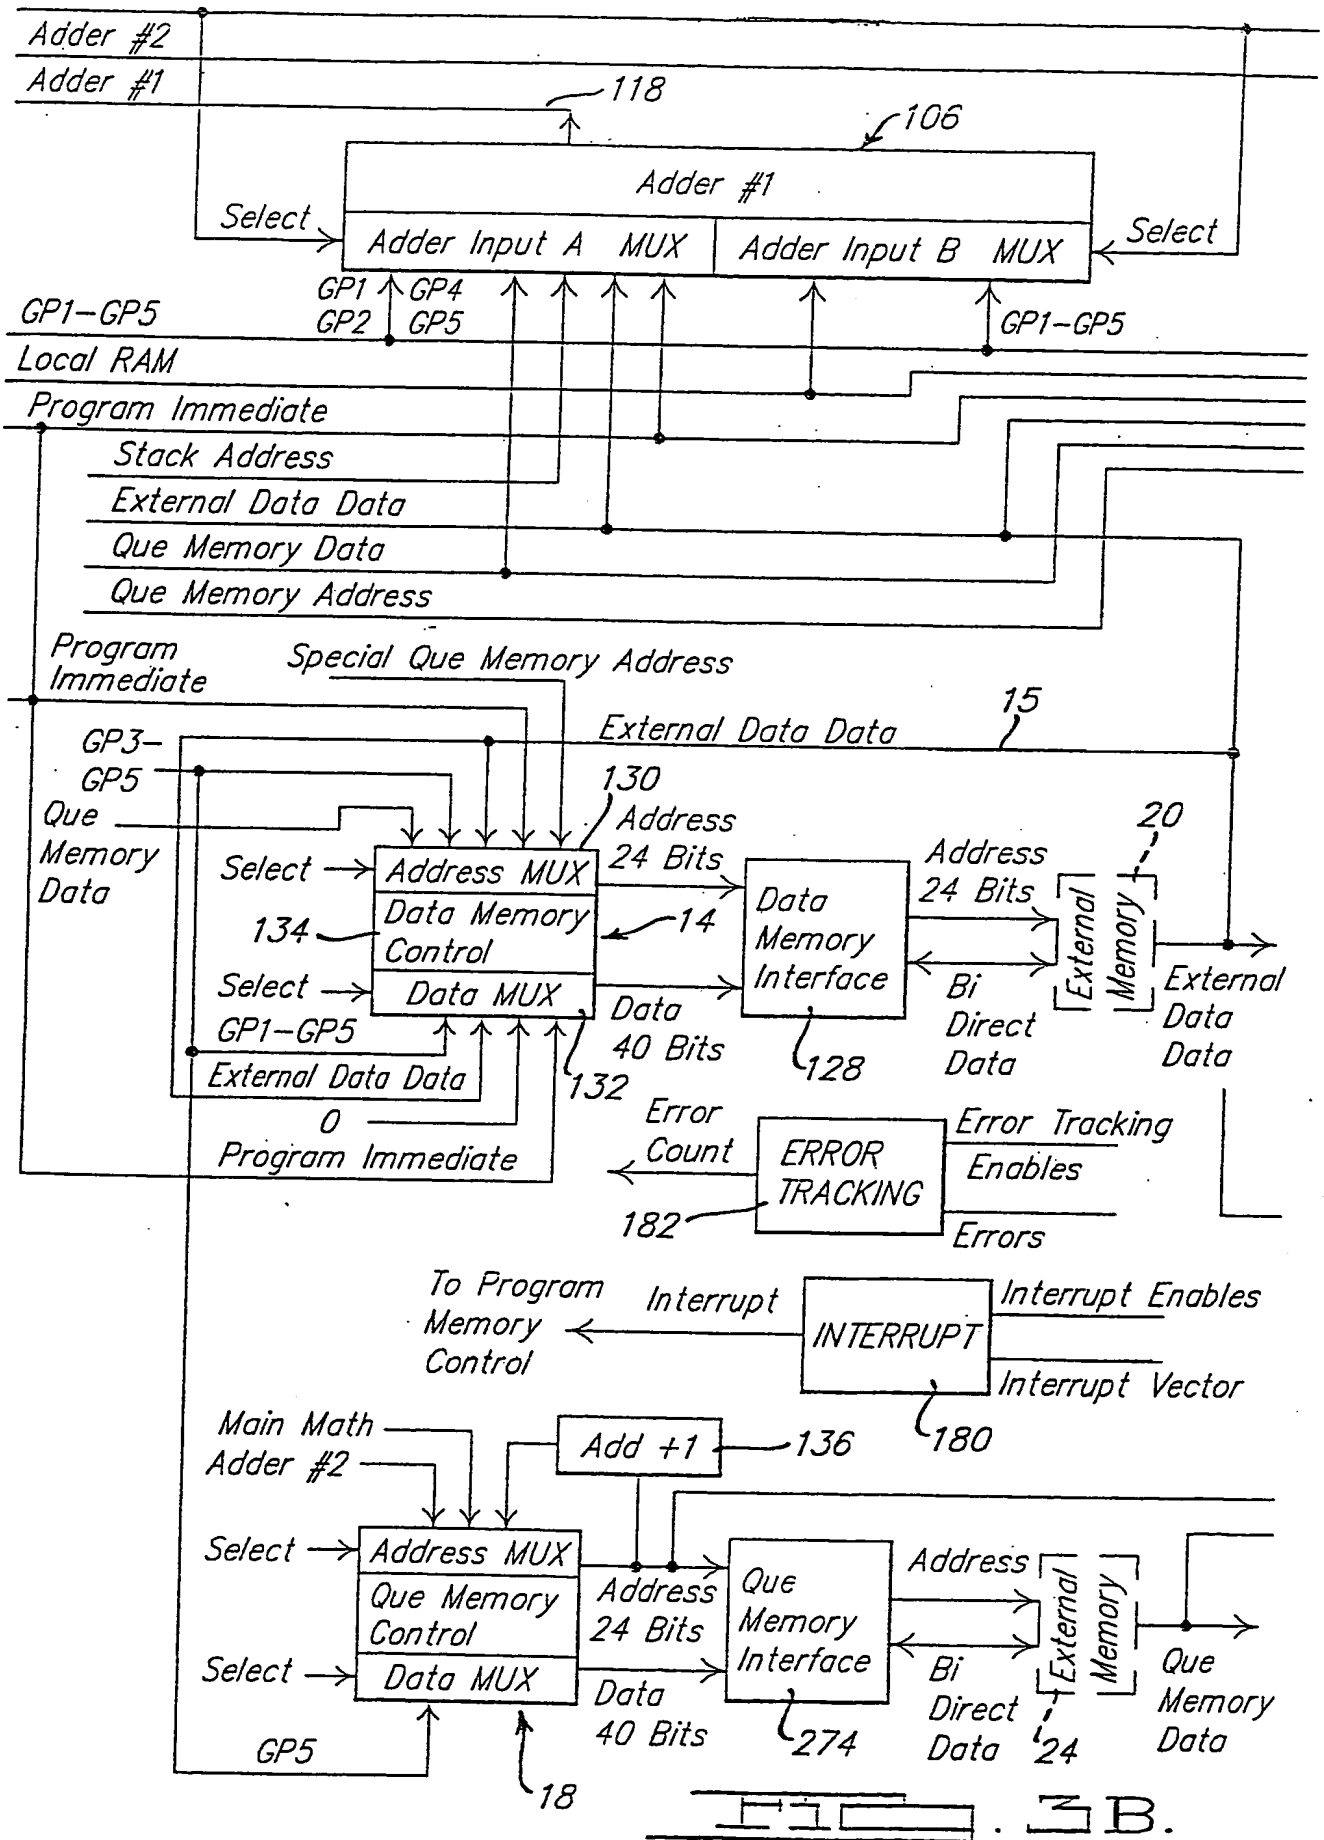 Adder #2
Adder #1
118
106
Adder #1
Select
Adder Input A MUX
Adder Input B MUX
Select
GP1 GP4
GP2 GP5
GP1-GP5
GP1-GP5
Local RAM
Program Immediate
Stack Address
External Data Data
Que Memory Data
Que Memory Address
Program
Immediate
Special Que Memory Address
15
External Data Data
GP3-
GP5
130
Que
Memory
Data
Address
24 Bits
20
Select
Address MUX
Address
24 Bits
134
Data Memory
Control
14
Data
Memory
Interface
External
Memory
Select
Data MUX
Data
40 Bits
Bi
Direct
Data
External
Data
Data
GP1-GP5
128
External Data Data
132
0
Program Immediate
Error
Count
ERROR
TRACKING
Error Tracking
Enables
182
Errors
To Program
Memory
Control
Interrupt
INTERRUPT
Interrupt Enables
Interrupt Vector
180
Main Math
Adder #2
Add +1
136
Select
Address MUX
Address
24 Bits
Que
Memory
Interface
Address
External
Memory
Que Memory
Control
Select
Data MUX
Data
40 Bits
Bi
Direct
Data
Que
Memory
Data
274
24
GP5
18
FIG. 3B.